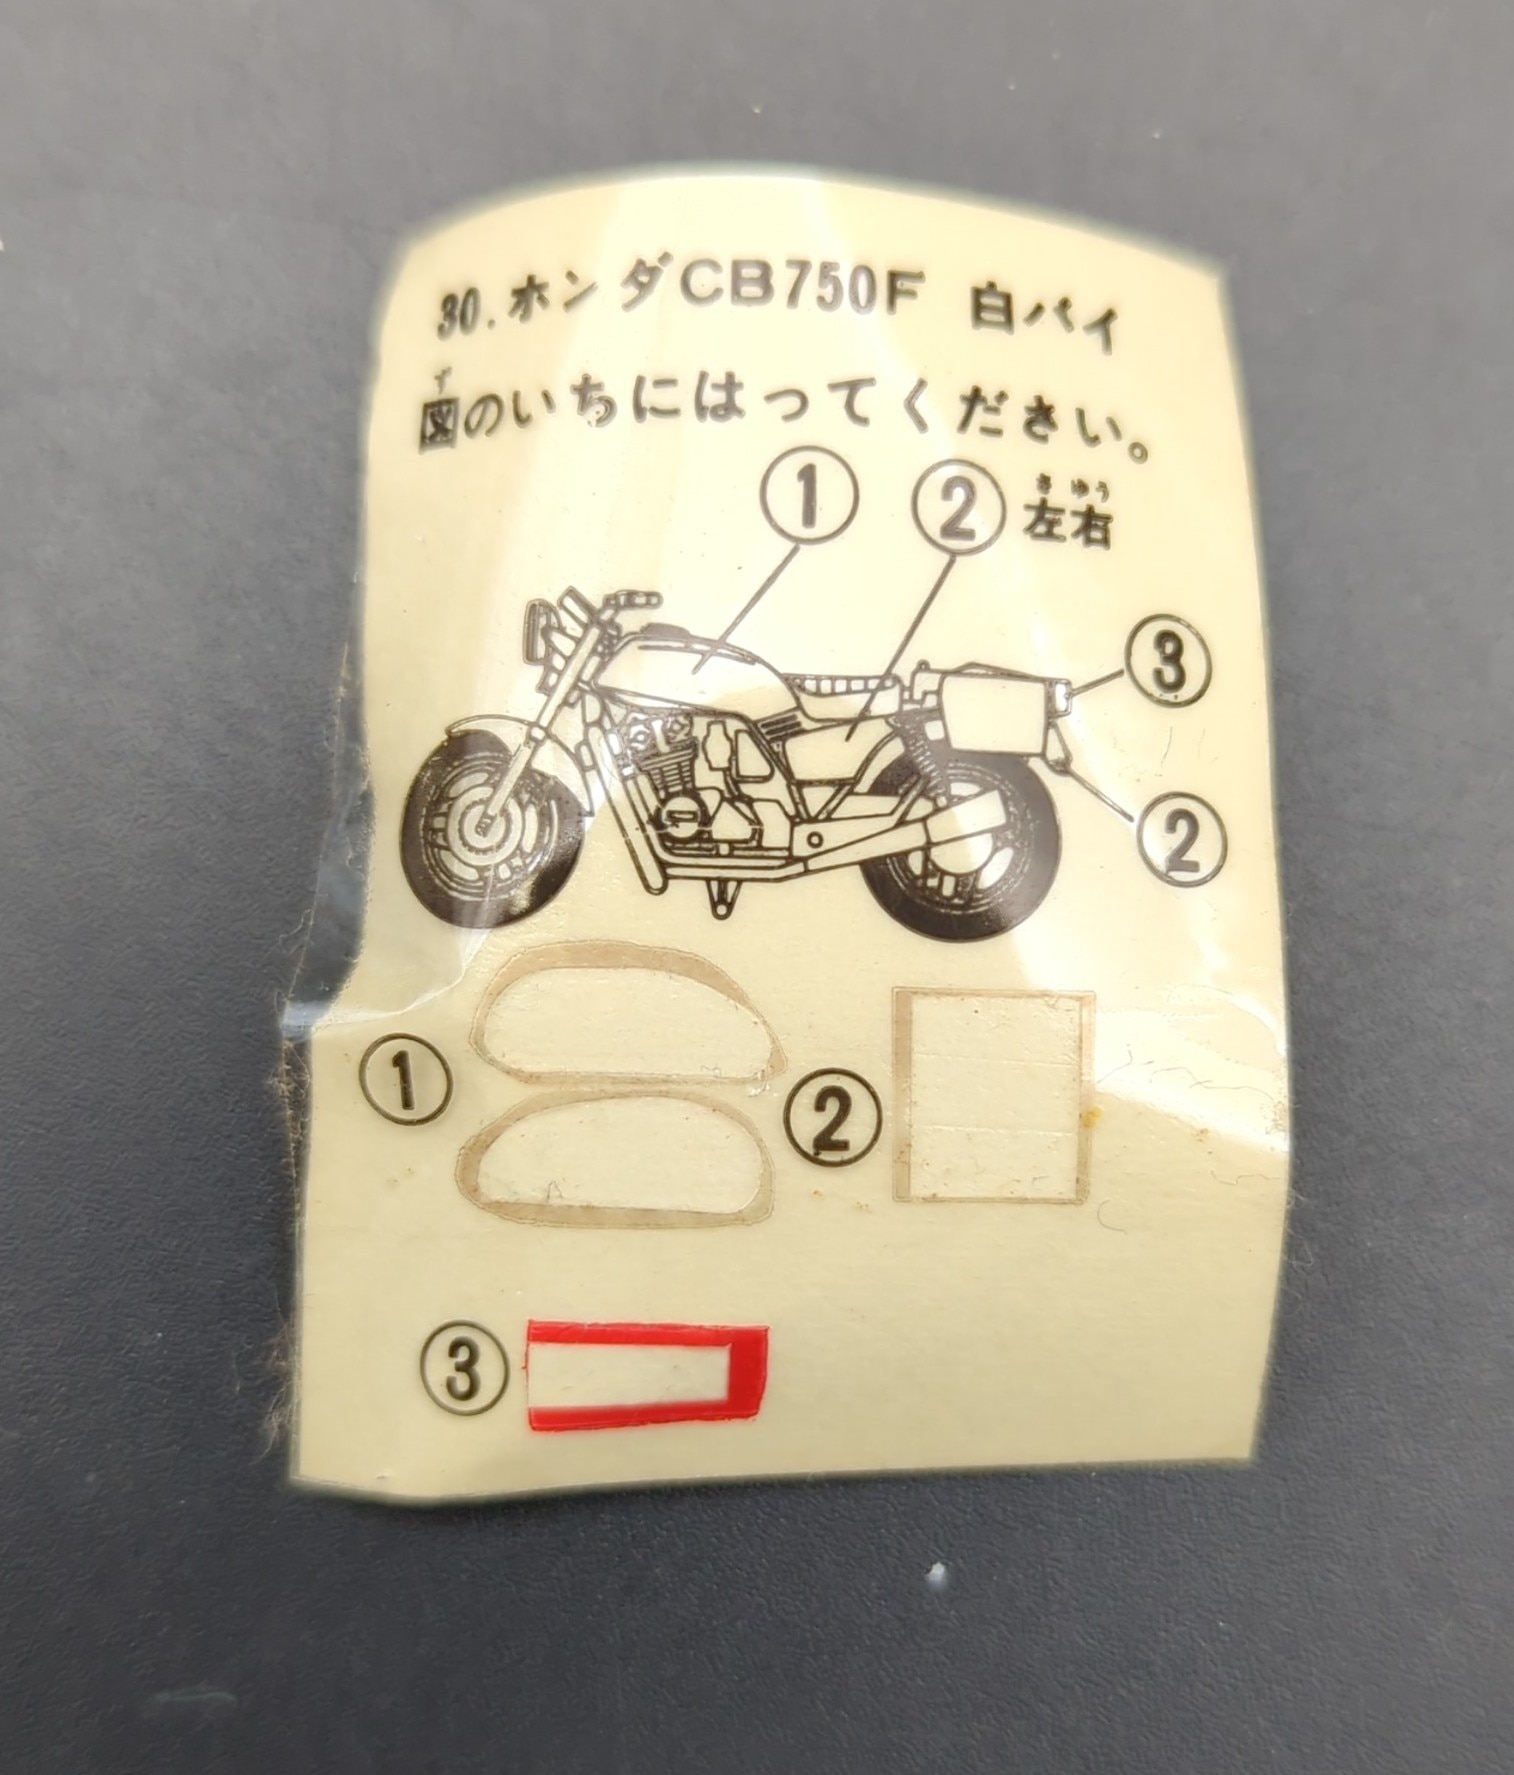 30.ホンダCB750F 白バイ
ず
図のいちにはってください。
① ② 左右
さゆう
③
②
①
②
③